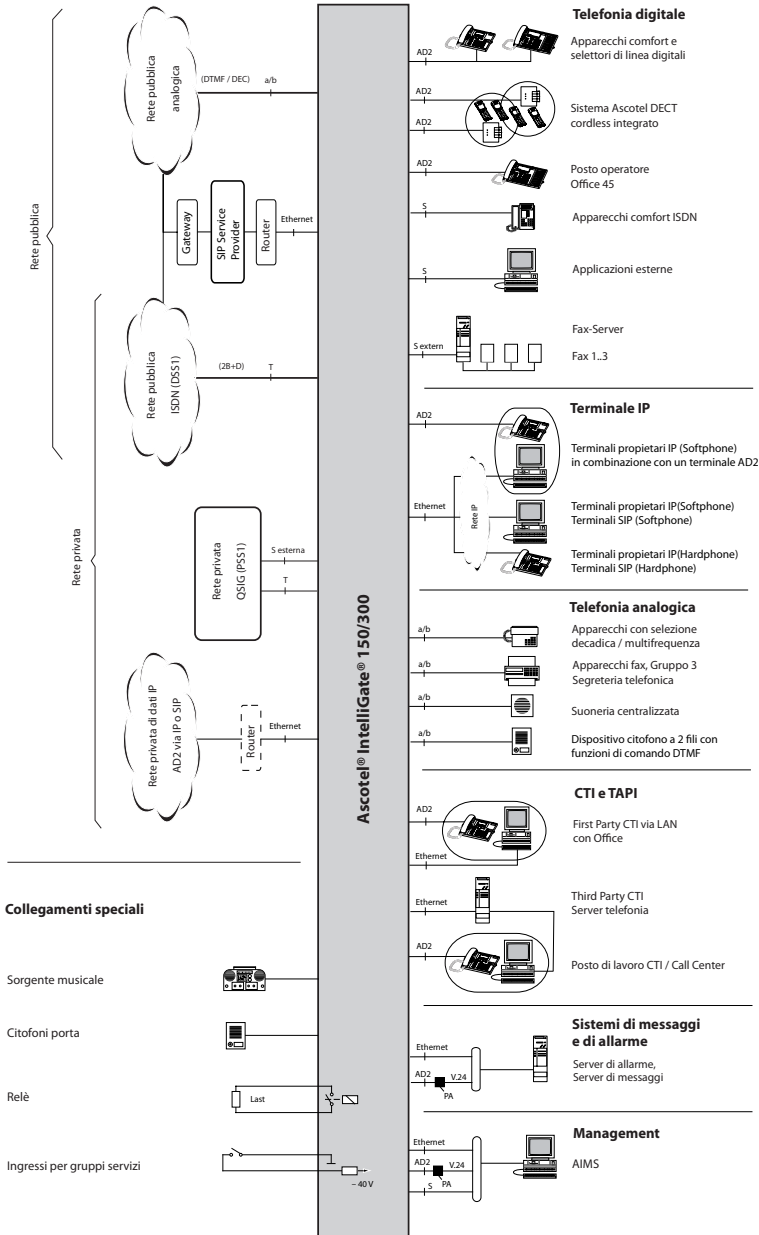 Rete pubblica
Rete privata
Rete pubblica
analogica
(DTMF / DEC)
a/b
Gateway
SIP Service
Provider
Router
Ethernet
Rete pubblica
ISDN (DSS1)
(2B+D)
T
Rete privata
QSIG (PSS1)
S esterna
T
Rete privata di dati IP
AD2 via IP o SIP
Router
Ethernet
Collegamenti speciali
Sorgente musicale
Citofoni porta
Relè
Last
Ingressi per gruppi servizi
~ 40 V
Ascotel® IntelliGate® 150/300
Telefonia digitale
AD2
Apparecchi comfort e
selettori di linea digitali
AD2
AD2
Sistema Ascotel DECT
cordless integrato
AD2
Posto operatore
Office 45
S
Apparecchi comfort ISDN
S
Applicazioni esterne
S extern
Fax-Server
Fax 1..3
Terminale IP
AD2
Terminali propietari IP (Softphone)
in combinazione con un terminale AD2
Ethernet
Rete IP
Terminali propietari IP(Softphone)
Terminali SIP (Softphone)
Terminali propietari IP(Hardphone)
Terminali SIP (Hardphone)
Telefonia analogica
a/b
Apparecchi con selezione
decadica / multifrequenza
a/b
Apparecchi fax, Gruppo 3
Segreteria telefonica
a/b
Suoneria centralizzata
a/b
Dispositivo citofono a 2 fili con
funzioni di comando DTMF
CTI e TAPI
AD2
First Party CTI via LAN
con Office
Ethernet
Ethernet
Third Party CTI
Server telefonia
AD2
Posto di lavoro CTI / Call Center
Sistemi di messaggi
e di allarme
Ethernet
AD2
V.24
PA
Server di allarme,
Server di messaggi
Management
Ethernet
AD2
V.24
PA
S
AIMS